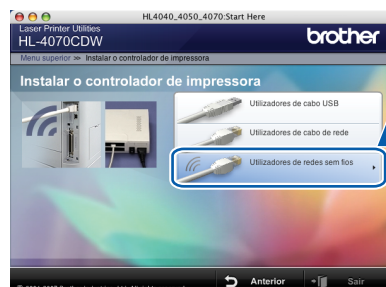 HL4040_4050_4070:Start Here
Laser Printer Utilities
HL-4070CDW
brother
Menu superior >> Instalar o controlador de impressora
Instalar o controlador de impressora
Utilizadores de cabo USB
Utilizadores de cabo de rede
Utilizadores de redes sem fios
Anterior
Sair